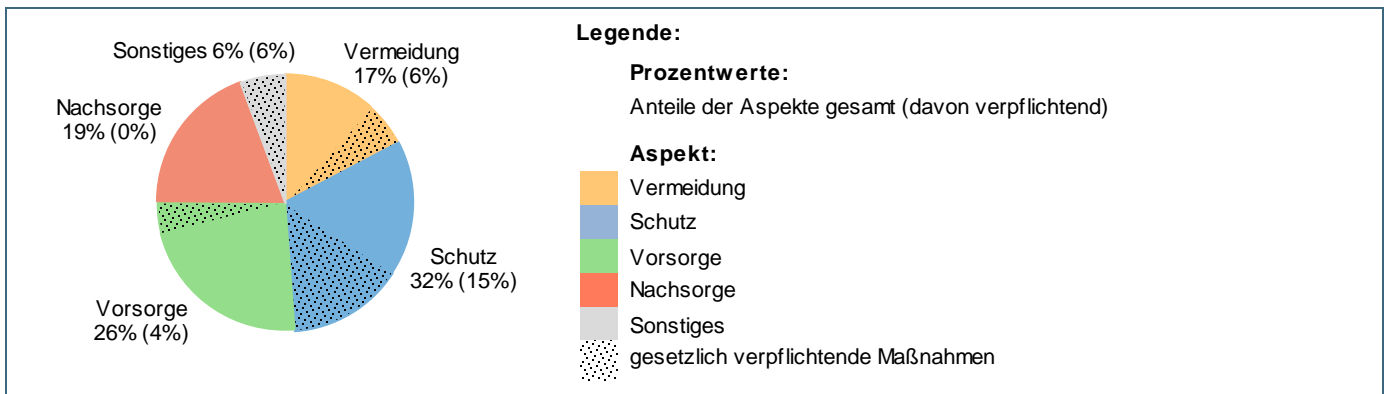 Sonstiges 6% (6%)
Vermeidung
17% (6%)
Nachsorge
19% (0%)
Schutz
32% (15%)
Vorsorge
26% (4%)
Legende:
Prozentwerte:
Anteile der Aspekte gesamt (davon verpflichtend)
Aspekt:
Vermeidung
Schutz
Vorsorge
Nachsorge
Sonstiges
gesetzlich verpflichtende Maßnahmen